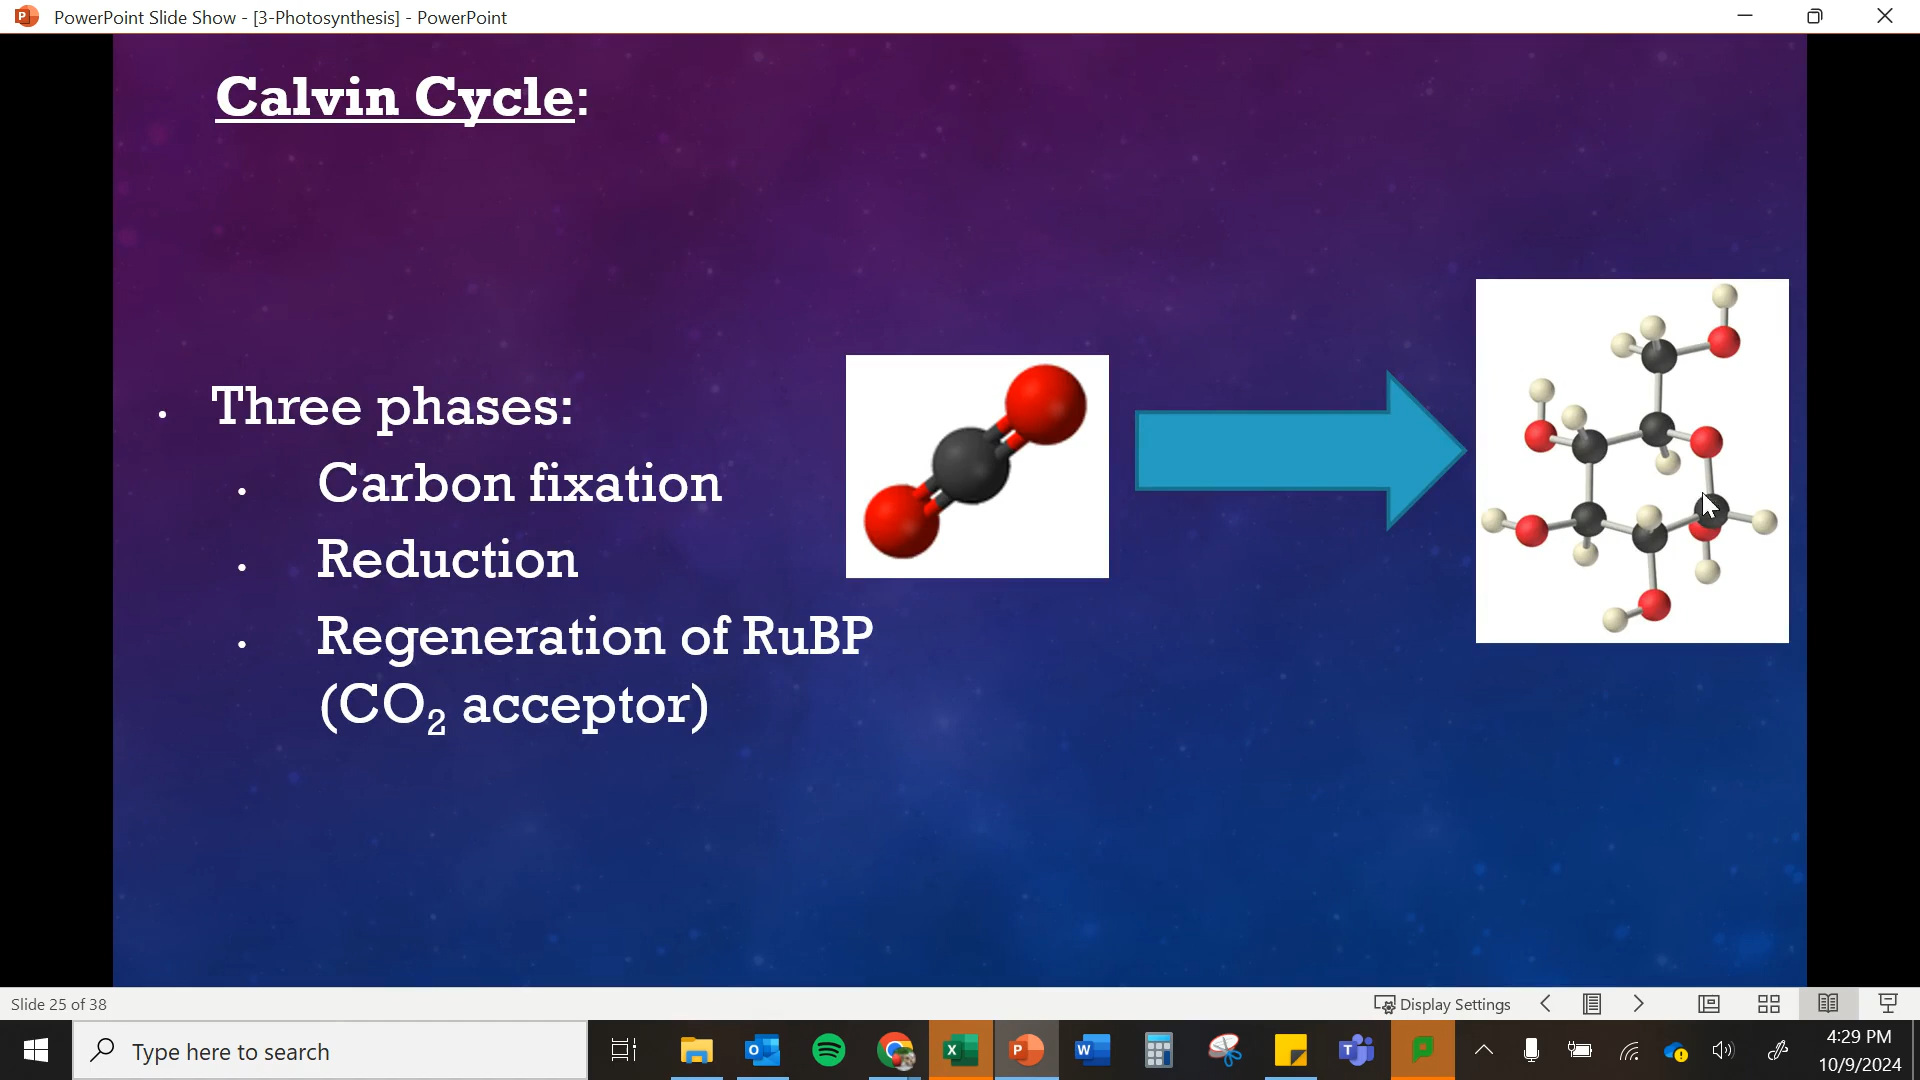 PowerPoint Slide Show - [3-Photosynthesis] - PowerPoint
Calvin Cycle:
• Three phases:
• Carbon fixation
• Reduction
• Regeneration of RuBP
(CO₂ acceptor)
Slide 25 of 38
Display Settings
Type here to search
4:29 PM
10/9/2024